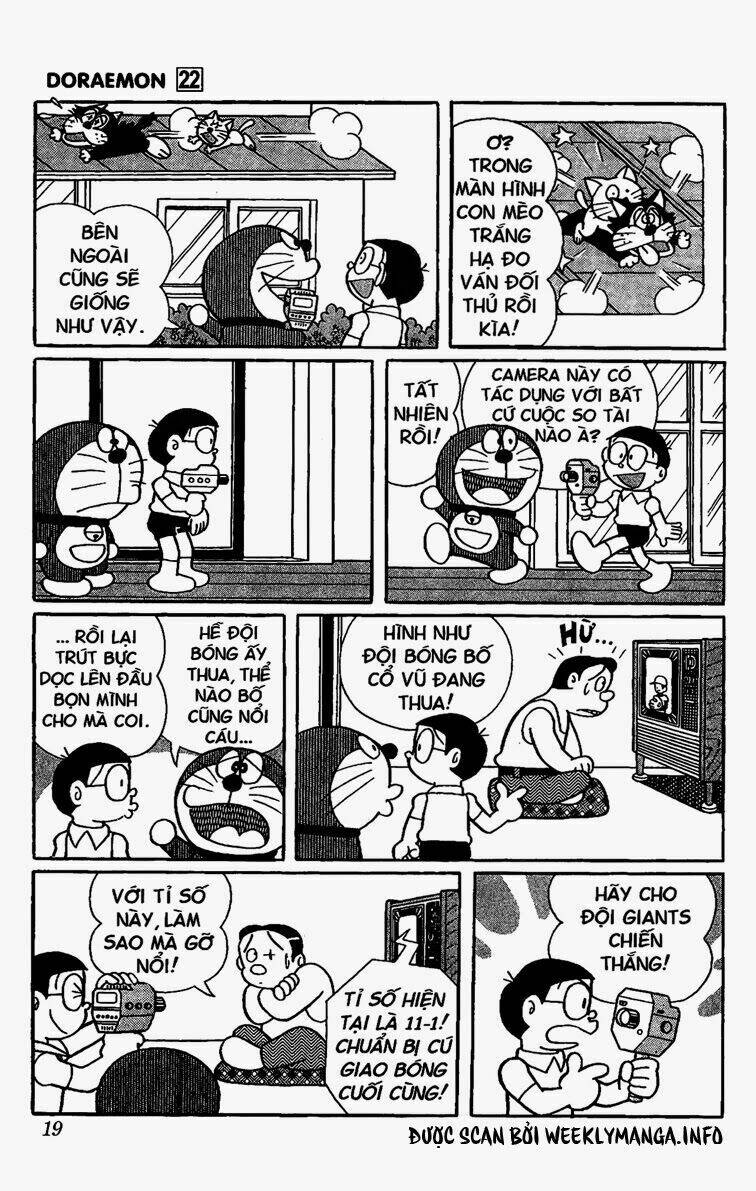 DORAEMON 22
Ơ?
TRONG
MÀN HÌNH
CON MÈO
TRẮNG
HẠ ĐO
VÁN ĐỐI
THỦ RỒI
KÌA!
BÊN
NGOÀI
CŨNG SẼ
GIỐNG
NHƯ VẬY.
CAMERA NÀY CÓ
TÁC DỤNG VỚI BẤT
CỨ CUỘC SO TÀI
NÀO À?
TẤT
NHIÊN
RỒI!
HỪ...
HÌNH NHƯ
ĐỘI BÓNG BỐ
CỔ VŨ ĐANG
THUA!
HỄ ĐỘI
BÓNG ẤY
THUA, THỂ
NÀO BỐ
CŨNG NỔI
CÁU...
... RỒI LẠI
TRÚT BỰC
DỌC LÊN ĐẦU
BỌN MÌNH
CHO MÀ COI.
HÃY CHO
ĐỘI GIANTS
CHIẾN
THẮNG!
TỈ SỐ HIỆN
TẠI LÀ 11-1!
CHUẨN BỊ CÚ
GIAO BÓNG
CUỐI CÙNG!
VỚI TỈ SỐ
NÀY, LÀM
SAO MÀ GỠ
NỔI!
19
ĐƯỢC SCAN BỞI WEEKLYMANGA.INFO